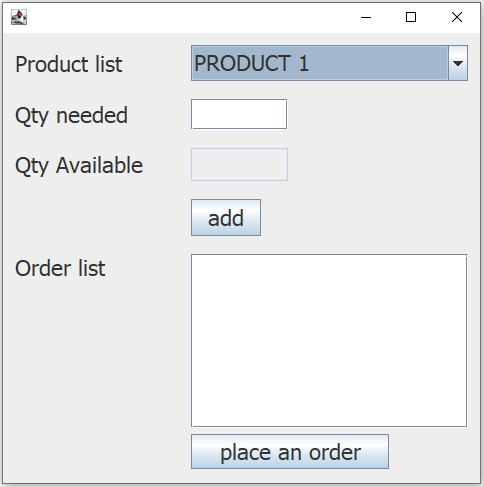 Product list PRODUCT 1
Qty needed
Qty Available
add
Order list
place an order